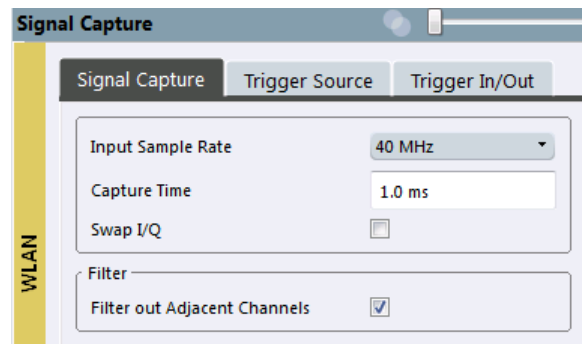 Signal Capture
WLAN
Signal Capture Trigger Source Trigger In/Out
Input Sample Rate 40 MHz
Capture Time 1.0 ms
Swap I/Q
Filter
Filter out Adjacent Channels